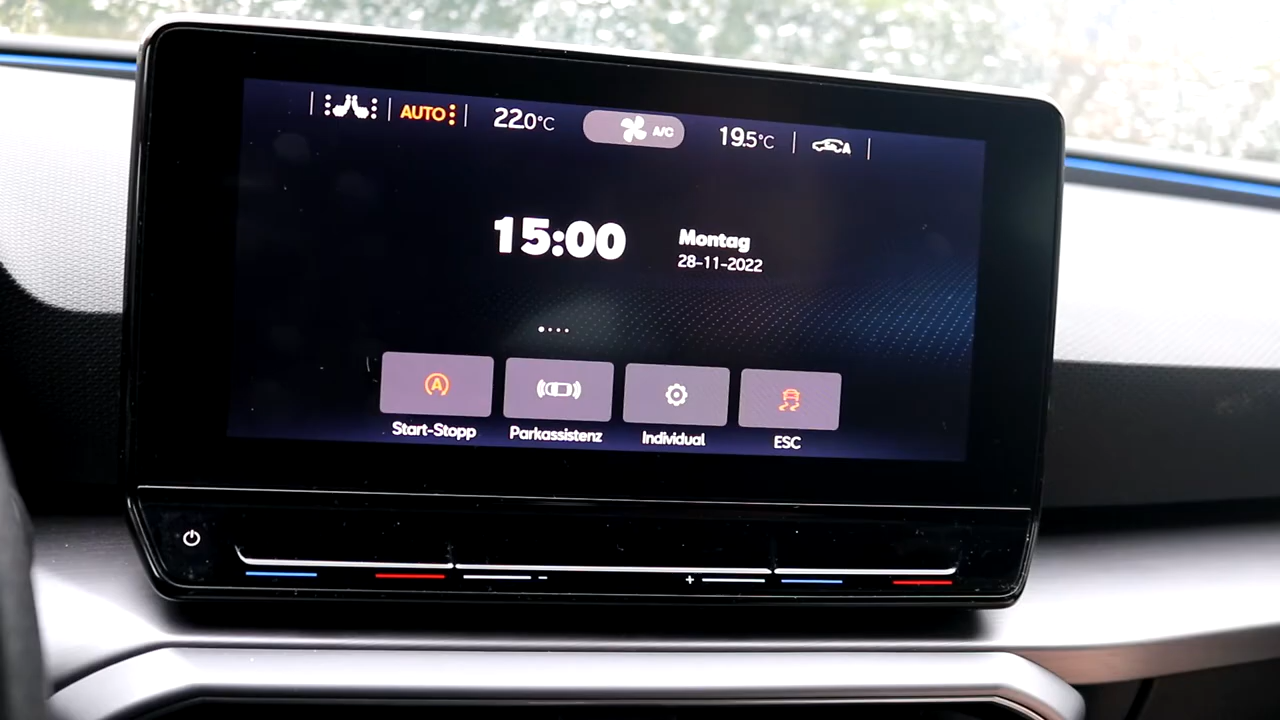 AUTO
22.0°C
A/C
19.5°C
A
15:00
Montag
28-11-2022
A
Start-Stopp
Parkassistenz
Individual
ESC
- +